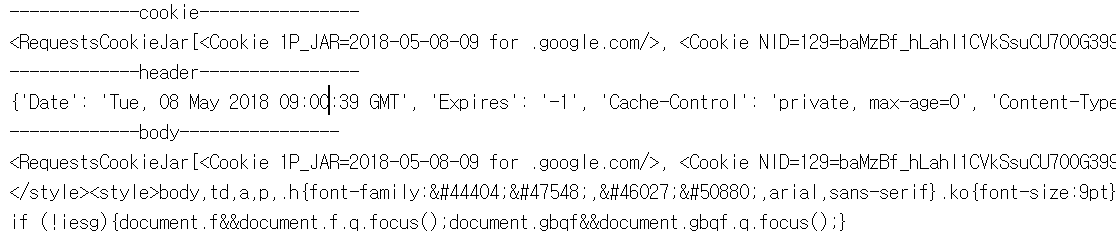 -------------cookie----------------
<RequestsCookieJar[<Cookie 1P_JAR=2018-05-08-09 for .google.com/>, <Cookie NID=129=baMzBf_hLahl1CVkSsuCU700G399
-------------header----------------
{'Date': 'Tue, 08 May 2018 09:00:39 GMT', 'Expires': '-1', 'Cache-Control': 'private, max-age=0', 'Content-Type
-------------body----------------
<RequestsCookieJar[<Cookie 1P_JAR=2018-05-08-09 for .google.com/>, <Cookie NID=129=baMzBf_hLahl1CVkSsuCU700G399
</style><style>body,td,a,p,.h{font-family:&#44404;&#47548;,&#46027;&#50880;,arial,sans-serif}.ko{font-size:9pt}
if (!iesg){document.f&&document.f.q.focus();document.gbqf&&document.gbqf.q.focus();}